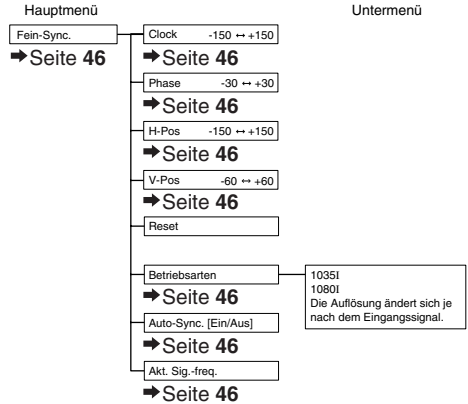 Hauptmenü
Untermenü
Fein-Sync.
➡Seite 46
Clock -150 ↔ +150
➡Seite 46
Phase -30 ↔ +30
➡Seite 46
H-Pos -150 ↔ +150
➡Seite 46
V-Pos -60 ↔ +60
➡Seite 46
Reset
Betriebsarten
➡Seite 46
1035I
1080I
Die Auflösung ändert sich je
nach dem Eingangssignal.
Auto-Sync. [Ein/Aus]
➡Seite 46
Akt. Sig.-freq.
➡Seite 46